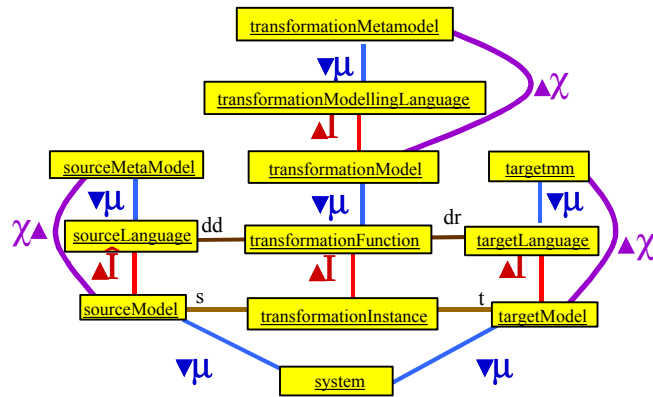 transformationMetamodel
▼μ
transformationModellingLanguage
▲χ
▲Î
sourceMetaModel
transformationModel
targetmm
▼μ
▼μ
▼μ
χ▲
sourceLanguage
dd
transformationFunction
dr
targetLanguage
▲χ
▲Î
▲Î
▲Î
sourceModel
s
transformationInstance
t
targetModel
▼μ
system
▼μ